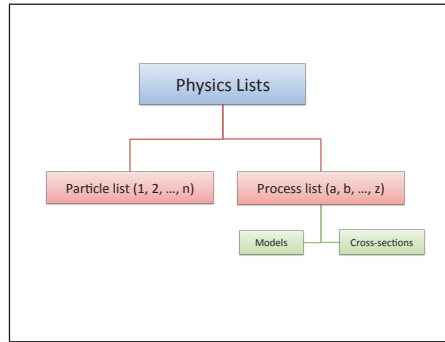 Physics Lists
Particle list (1, 2, ..., n)
Process list (a, b, ..., z)
Models
Cross-sections